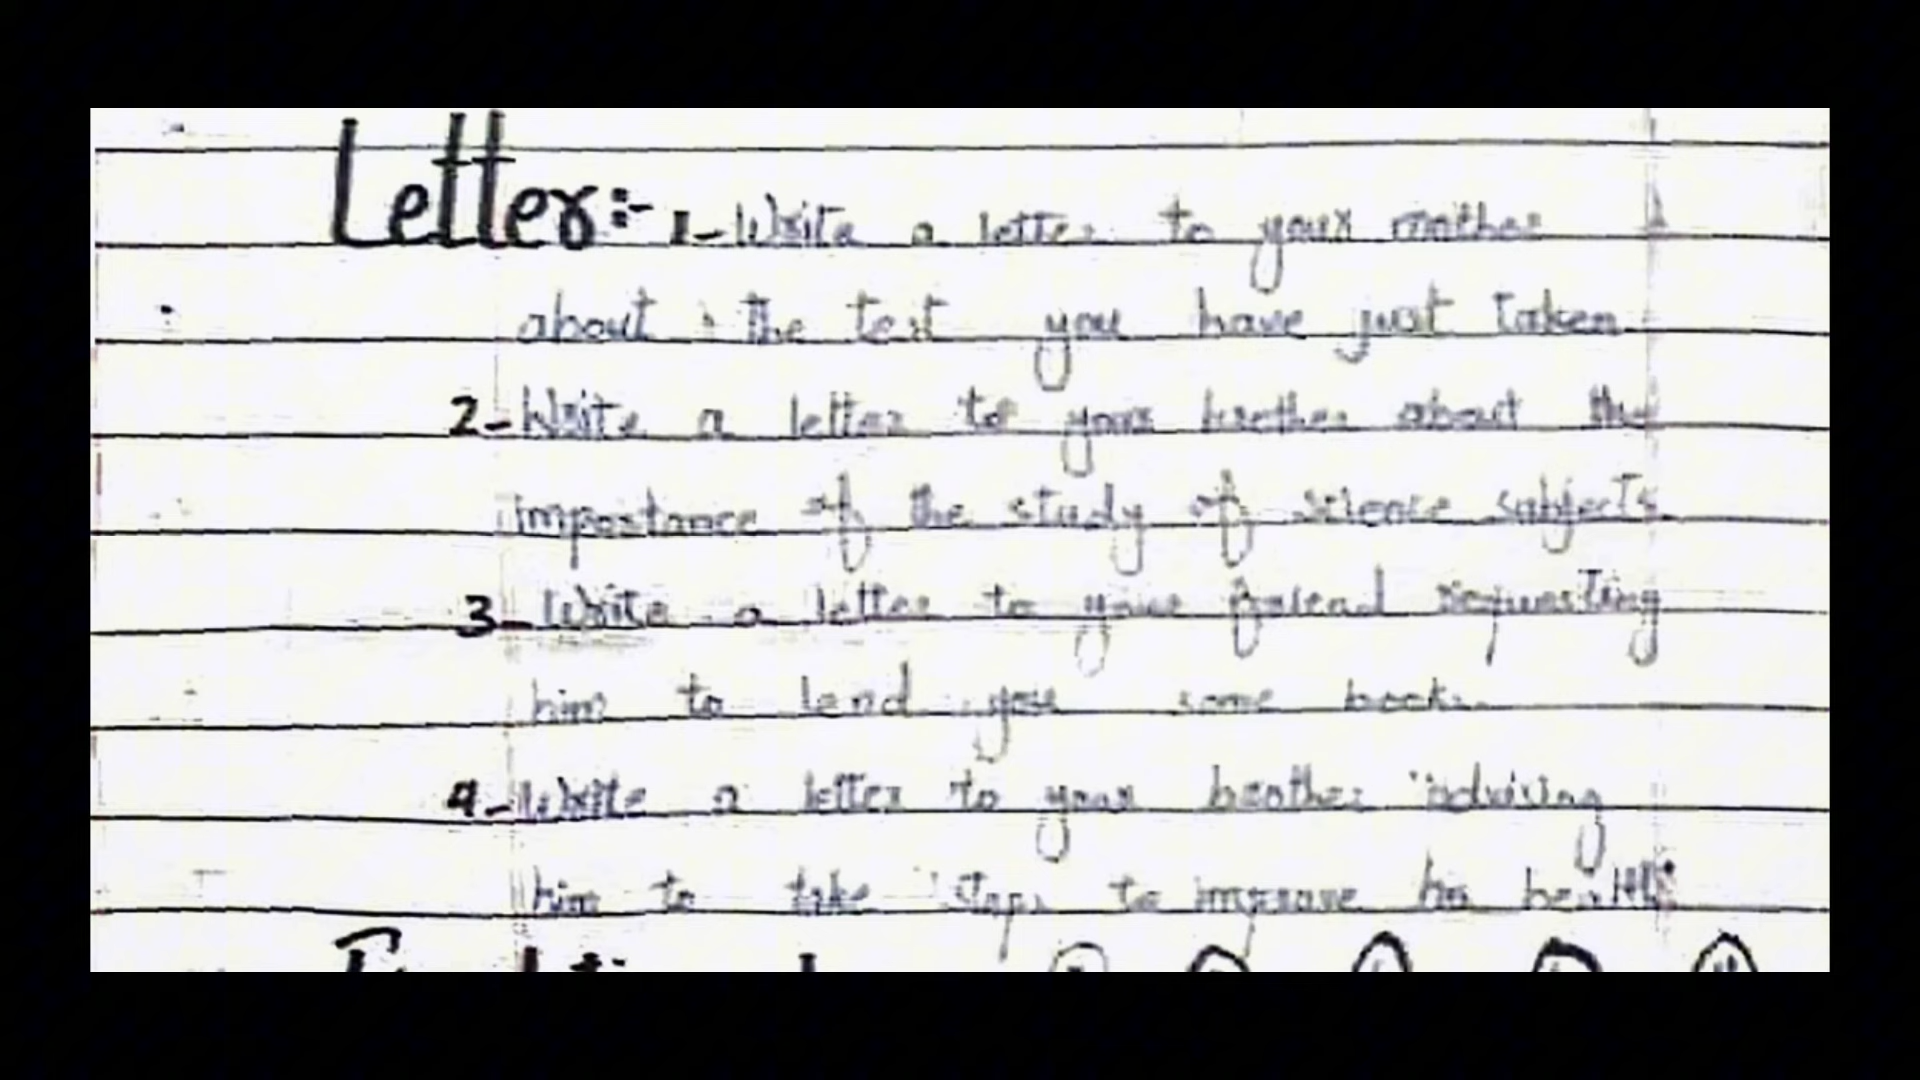 Letter:- 1- Write a letter to your mother
about the test you have just taken
2- Write a letter to your brother about the
importance of the study of science subjects.
3- Write a letter to your friend requesting
him to lend you some books.
4- Write a letter to your brother advising
him to take steps to improve his health